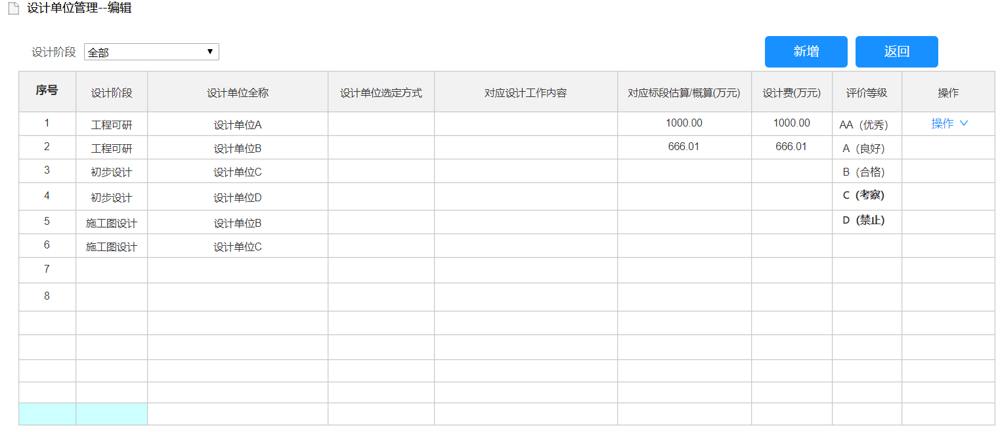 设计单位管理--编辑
设计阶段 全部 新增 返回
序号 设计阶段 设计单位全称 设计单位选定方式 对应设计工作内容 对应标段估算/概算(万元) 设计费(万元) 评价等级 操作
1 工程可研 设计单位A 1000.00 1000.00 AA（优秀） 操作
2 工程可研 设计单位B 666.01 666.01 A（良好）
3 初步设计 设计单位C B（合格）
4 初步设计 设计单位D C（考察）
5 施工图设计 设计单位B D（禁止）
6 施工图设计 设计单位C
7
8